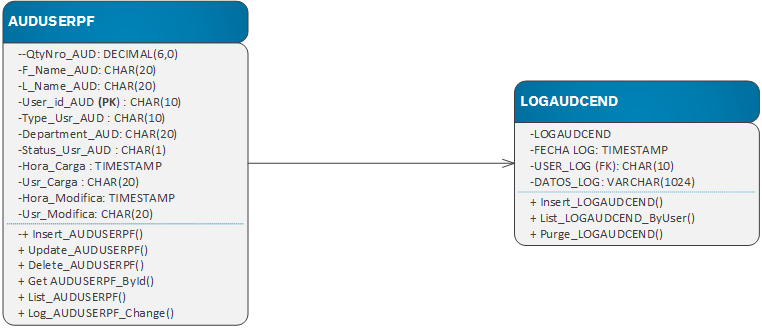 AUDUSERPF
--QtyNro_AUD: DECIMAL(6,0)
-F_Name_AUD: CHAR(20)
-L_Name_AUD: CHAR(20)
-User_id_AUD (PK) : CHAR(10)
-Type_Usr_AUD : CHAR(10)
-Department_AUD: CHAR(20)
-Status_Usr_AUD : CHAR(1)
-Hora_Carga : TIMESTAMP
-Usr_Carga : CHAR(20)
-Hora_Modifica: TIMESTAMP
-Usr_Modifica: CHAR(20)
-+ Insert_AUDUSERPF()
+ Update_AUDUSERPF()
+ Delete_AUDUSERPF()
+ Get AUDUSERPF_ById()
+ List_AUDUSERPF()
+ Log_AUDUSERPF_Change()
LOGAUDCEND
-LOGAUDCEND
-FECHA LOG: TIMESTAMP
-USER_LOG (FK): CHAR(10)
-DATOS_LOG: VARCHAR(1024)
+ Insert_LOGAUDCEND()
+ List_LOGAUDCEND_ByUser()
+ Purge_LOGAUDCEND()